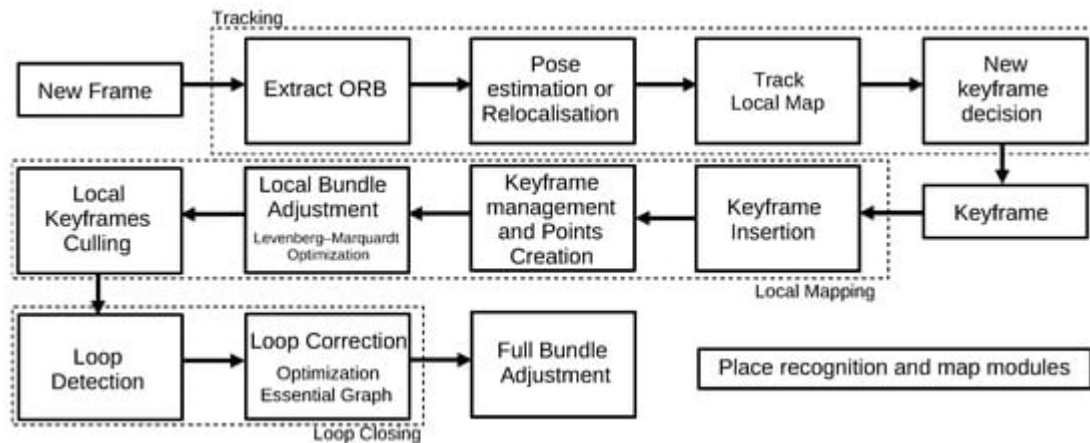 Tracking
New Frame
Extract ORB
Pose
estimation or
Relocalisation
Track
Local Map
New
keyframe
decision
Local
Keyframes
Culling
Local Bundle
Adjustment
Levenberg–Marquardt
Optimization
Keyframe
management
and Points
Creation
Keyframe
Insertion
Keyframe
Local Mapping
Loop
Detection
Loop Correction
Optimization
Essential Graph
Full Bundle
Adjustment
Place recognition and map modules
Loop Closing